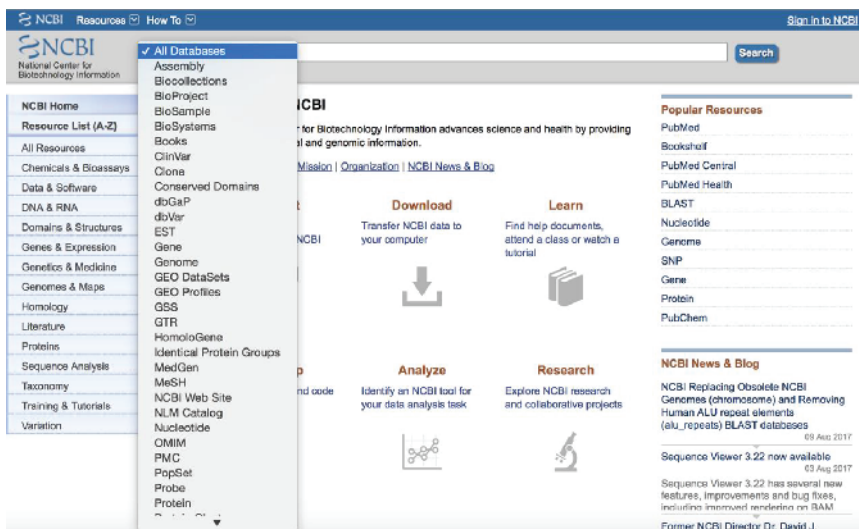 NCBI Resources How To Sign in to NCBI
NCBI
National Center for
Biotechnology Information
Search
✓ All Databases
Assembly
Biocollections
BioProject
BioSample
BioSystems
Books
ClinVar
Clone
Conserved Domains
dbGaP
dbVar
EST
Gene
Genome
GEO DataSets
GEO Profiles
GSS
GTR
HomoloGene
Identical Protein Groups
MedGen
MeSH
NCBI Web Site
NLM Catalog
Nucleotide
OMIM
PMC
PopSet
Probe
Protein
NCBI Home
Resource List (A-Z)
All Resources
Chemicals & Bioassays
Data & Software
DNA & RNA
Domains & Structures
Genes & Expression
Genetics & Medicine
Genomes & Maps
Homology
Literature
Proteins
Sequence Analysis
Taxonomy
Training & Tutorials
Variation
NCBI
for Biotechnology Information advances science and health by providing
and genomic information.
Mission | Organization | NCBI News & Blog
Download
Transfer NCBI data to
your computer
Learn
Find help documents,
attend a class or watch a
tutorial
NCBI
Analyze
Identify an NCBI tool for
your data analysis task
Research
Explore NCBI research
and collaborative projects
nd code
Popular Resources
PubMed
Bookshelf
PubMed Central
PubMed Health
BLAST
Nucleotide
Genome
SNP
Gene
Protein
PubChem
NCBI News & Blog
NCBI Replacing Obsolete NCBI
Genomes (chromosome) and Removing
Human ALU repeat elements
(alu_repeats) BLAST databases
09 Aug 2017
Sequence Viewer 3.22 now available
03 Aug 2017
Sequence Viewer 3.22 has several new
features, improvements and bug fixes,
including improved rendering on BAM
Former NCBI Director Dr. David J.